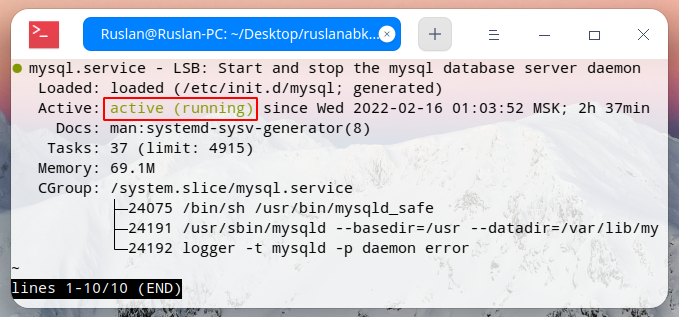 Ruslan@Ruslan-PC: ~/Desktop/ruslanabk...
● mysql.service - LSB: Start and stop the mysql database server daemon
Loaded: loaded (/etc/init.d/mysql; generated)
Active: active (running) since Wed 2022-02-16 01:03:52 MSK; 2h 37min
Docs: man:systemd-sysv-generator(8)
Tasks: 37 (limit: 4915)
Memory: 69.1M
CGroup: /system.slice/mysql.service
├─24075 /bin/sh /usr/bin/mysqld_safe
├─24191 /usr/sbin/mysqld --basedir=/usr --datadir=/var/lib/my
└─24192 logger -t mysqld -p daemon error
~
lines 1-10/10 (END)